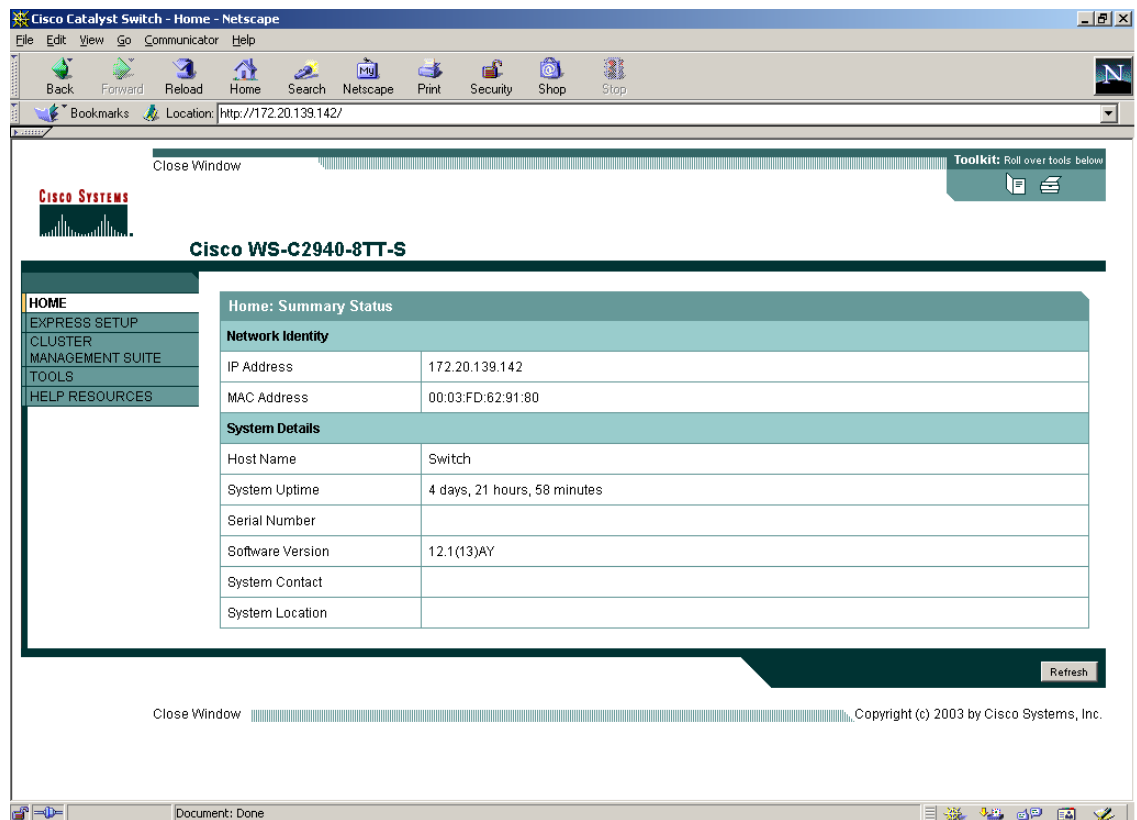 Cisco Catalyst Switch - Home - Netscape
File Edit View Go Communicator Help
Back Forward Reload Home Search Netscape Print Security Shop Stop
My
N
Bookmarks Location: http://172.20.139.142/
Close Window
Toolkit: Roll over tools below
CISCO SYSTEMS
Cisco WS-C2940-8TT-S
HOME
EXPRESS SETUP
CLUSTER
MANAGEMENT SUITE
TOOLS
HELP RESOURCES
Home: Summary Status
Network Identity
IP Address 172.20.139.142
MAC Address 00:03:FD:62:91:80
System Details
Host Name Switch
System Uptime 4 days, 21 hours, 58 minutes
Serial Number
Software Version 12.1(13)AY
System Contact
System Location
Refresh
Close Window
Copyright (c) 2003 by Cisco Systems, Inc.
Document: Done